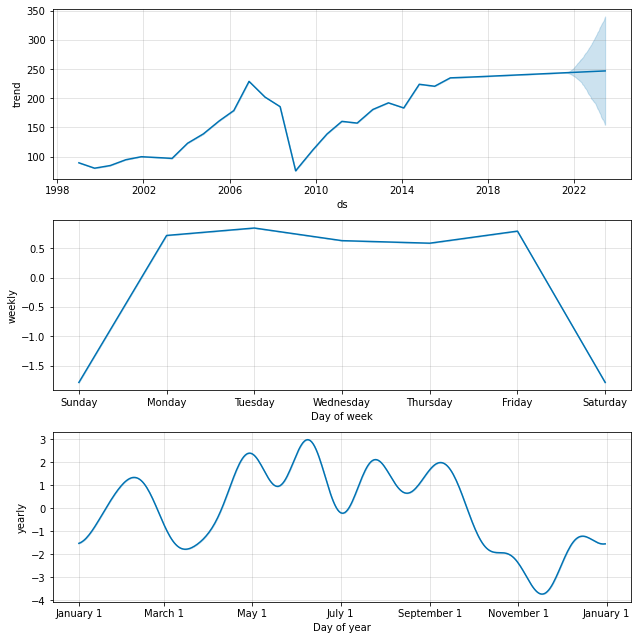 350
300
250
200
150
100
trend
1998 2002 2006 2010 2014 2018 2022
ds
0.5
0.0
−0.5
−1.0
−1.5
weekly
Sunday Monday Tuesday Wednesday Thursday Friday Saturday
Day of week
3
2
1
0
−1
−2
−3
−4
yearly
January 1 March 1 May 1 July 1 September 1 November 1 January 1
Day of year